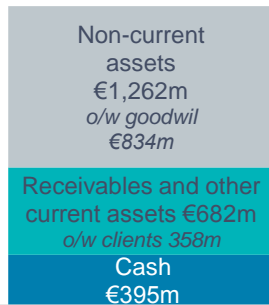 Non-current
assets
€1,262m
o/w goodwil
€834m
Receivables and other
current assets €682m
o/w clients 358m
Cash
€395m